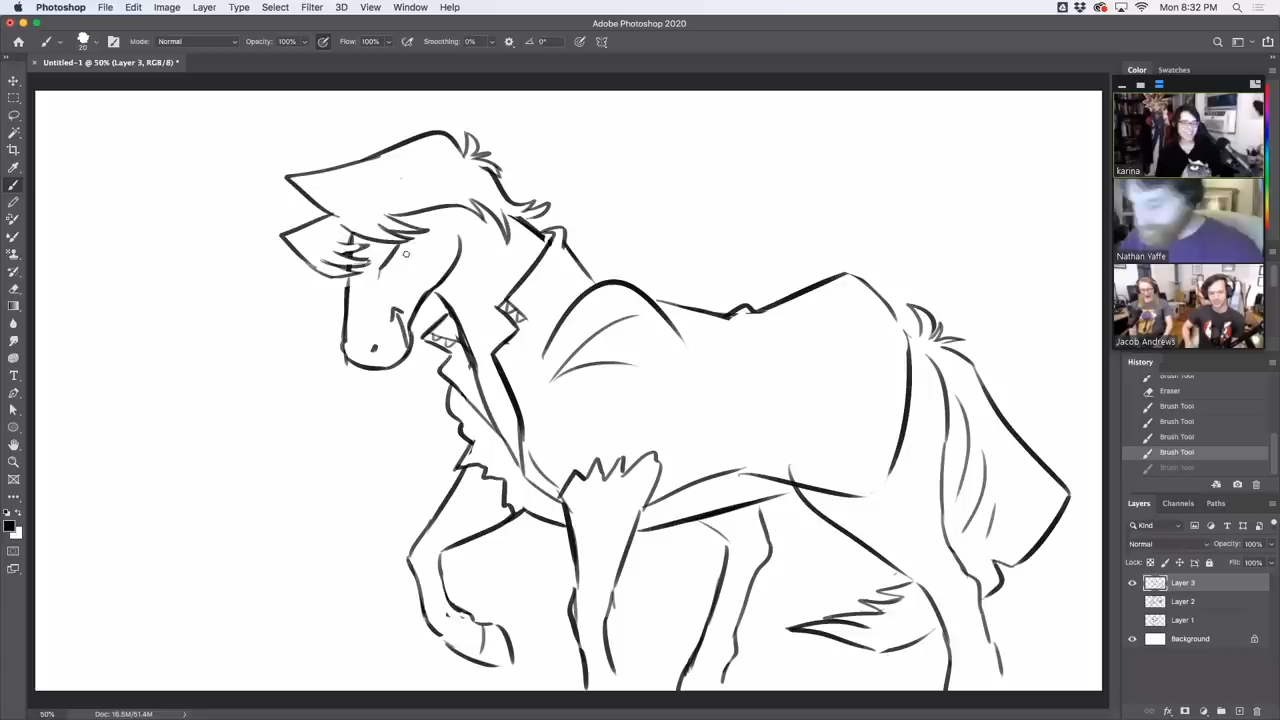 Photoshop File Edit Image Layer Type Select Filter 3D View Window Help Mon 8:32 PM
Adobe Photoshop 2020
20 Mode: Normal Opacity: 100% Flow: 100% Smoothing: 0% 0°
Untitled-1 @ 50% (Layer 3, RGB/8) *
Color Swatches
karina
Nathan Yaffe
Jacob Andrews
History
Brush Tool
Eraser
Brush Tool
Brush Tool
Brush Tool
Brush Tool
Brush Tool
Layers Channels Paths
Kind
Normal Opacity: 100%
Lock: Fill: 100%
Layer 3
Layer 2
Layer 1
Background
50% Doc: 16.5M/51.4M